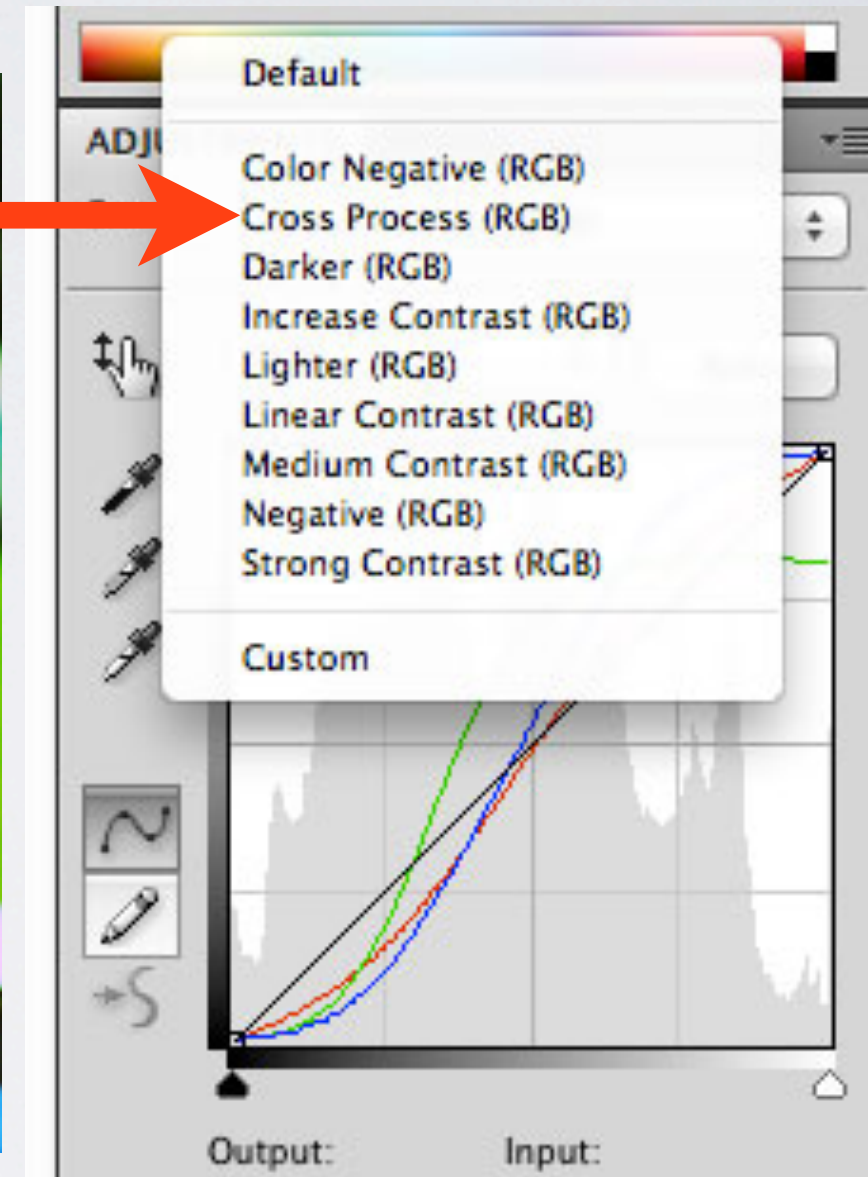 Default
ADJU
Color Negative (RGB)
Cross Process (RGB)
Darker (RGB)
Increase Contrast (RGB)
Lighter (RGB)
Linear Contrast (RGB)
Medium Contrast (RGB)
Negative (RGB)
Strong Contrast (RGB)
Custom
Output: Input: